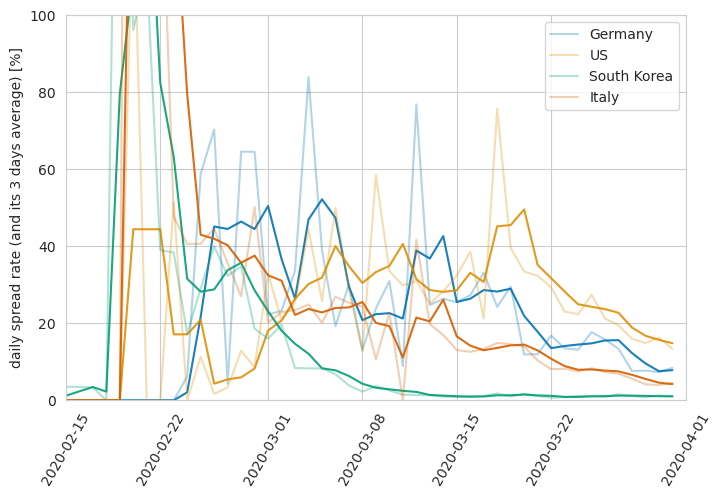 daily spread rate (and its 3 days average) [%]
100
80
60
40
20
0
Germany
US
South Korea
Italy
2020-02-15
2020-02-22
2020-03-01
2020-03-08
2020-03-15
2020-03-22
2020-04-01